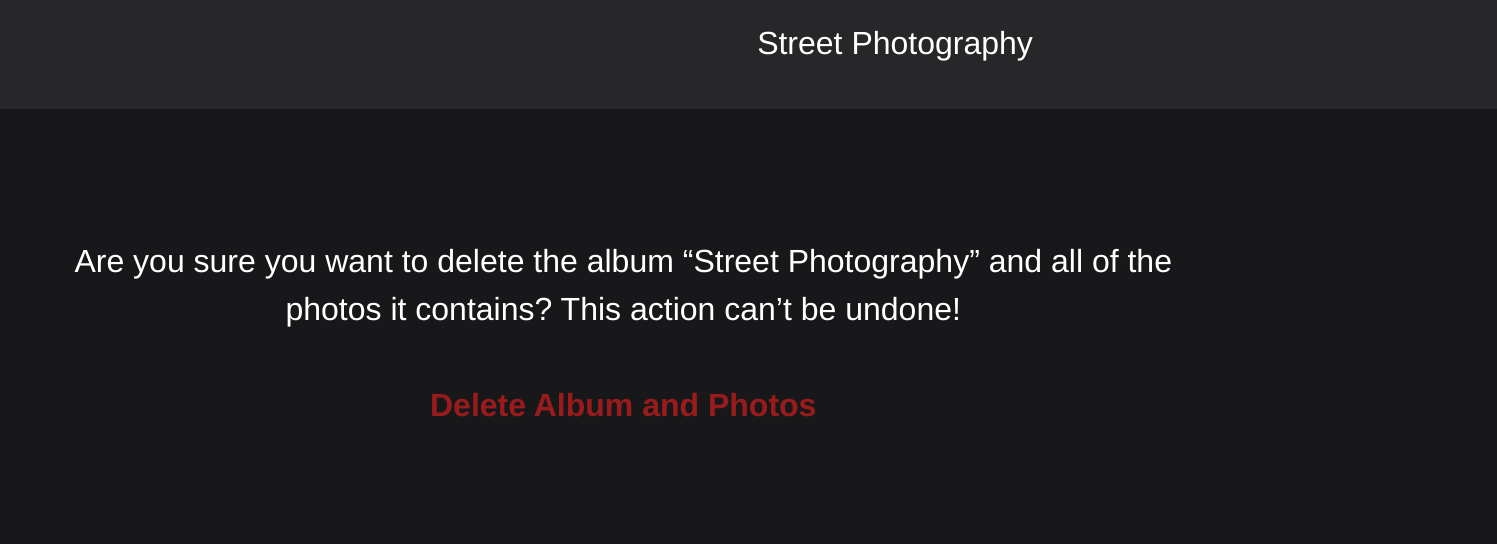 Street Photography
Are you sure you want to delete the album “Street Photography” and all of the
photos it contains? This action can’t be undone!
Delete Album and Photos